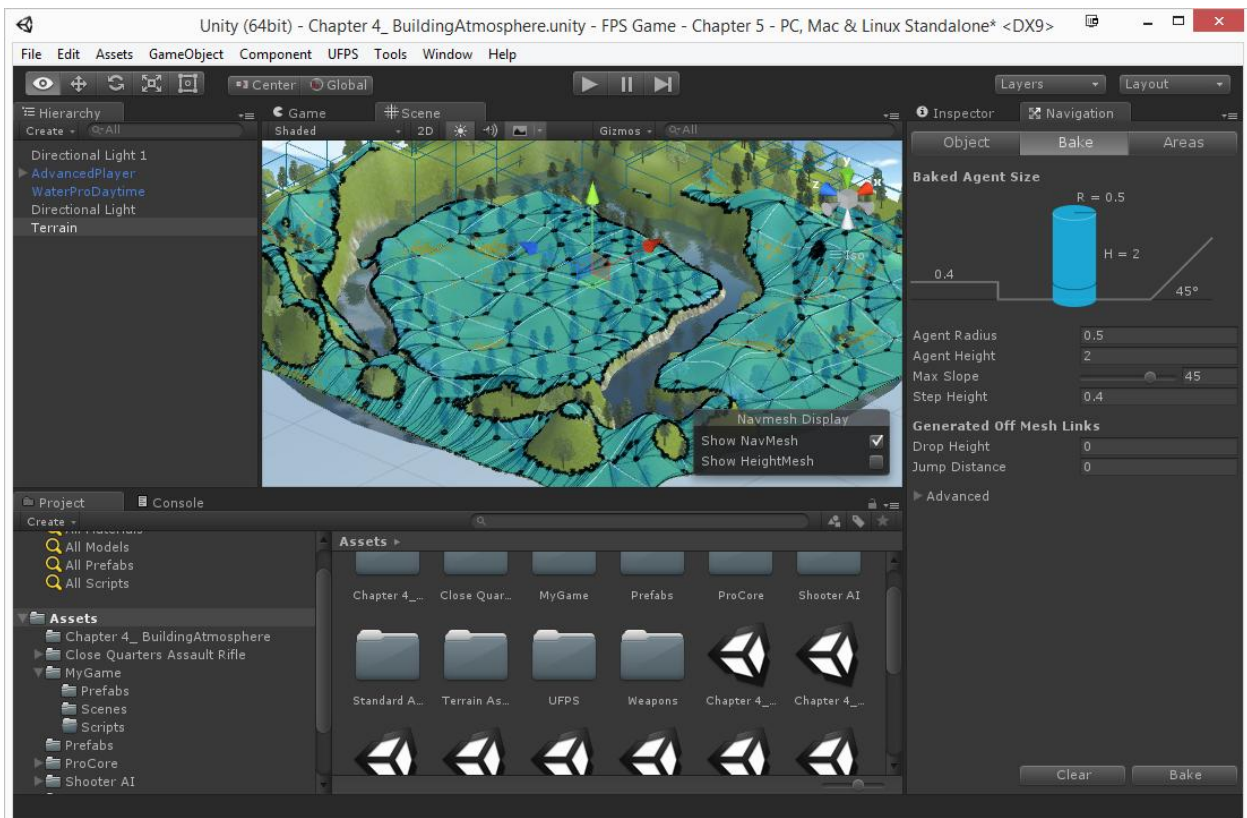 Unity (64bit) - Chapter 4_ BuildingAtmosphere.unity - FPS Game - Chapter 5 - PC, Mac & Linux Standalone* <DX9>
File Edit Assets GameObject Component UFPS Tools Window Help
Center Global Layers Layout
Hierarchy
Create All
Directional Light 1
AdvancedPlayer
WaterProDaytime
Directional Light
Terrain
Game Scene
Shaded 2D Gizmos All
y
z x
Iso
Navmesh Display
Show NavMesh
Show HeightMesh
Inspector Navigation
Object Bake Areas
Baked Agent Size
R = 0.5
H = 2
0.4
45°
Agent Radius 0.5
Agent Height 2
Max Slope 45
Step Height 0.4
Generated Off Mesh Links
Drop Height 0
Jump Distance 0
Advanced
Clear Bake
Project Console
Create
All Materials
All Models
All Prefabs
All Scripts
Assets
Chapter 4_ BuildingAtmosphere
Close Quarters Assault Rifle
MyGame
Prefabs
Scenes
Scripts
Prefabs
ProCore
Shooter AI
Assets
Chapter 4_... Close Quar... MyGame Prefabs ProCore Shooter AI
Standard A... Terrain As... UFPS Weapons Chapter 4_... Chapter 4_...